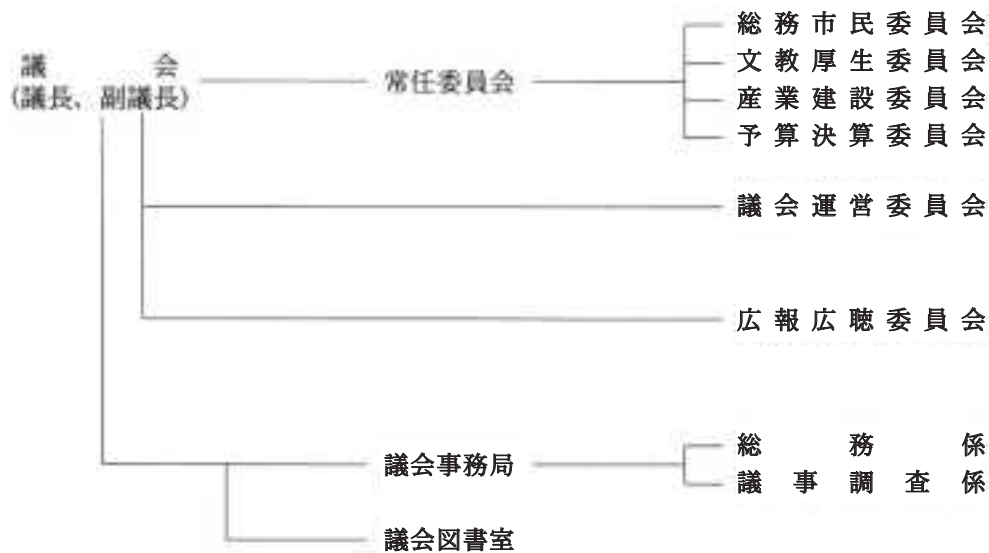 議会
(議長、副議長)
常任委員会
総務市民委員会
文教厚生委員会
産業建設委員会
予算決算委員会
議会運営委員会
広報広聴委員会
議会事務局
総務係
議事調査係
議会図書室